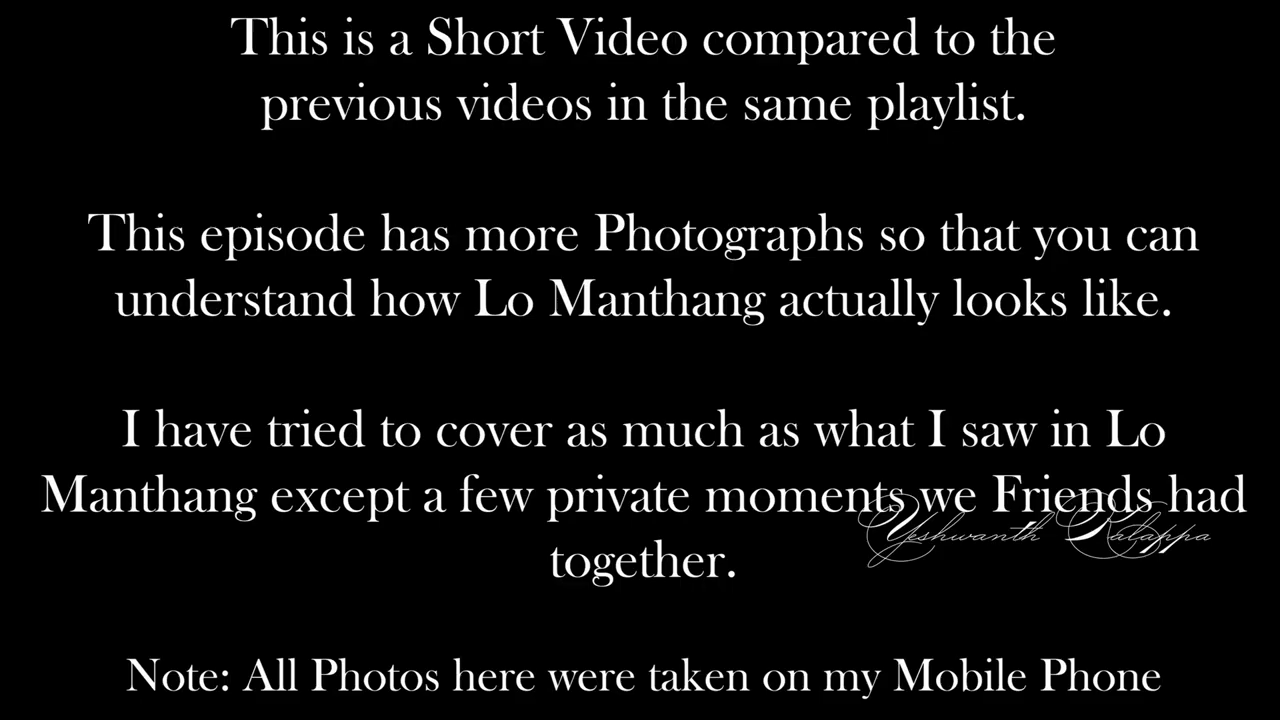 This is a Short Video compared to the
previous videos in the same playlist.
This episode has more Photographs so that you can
understand how Lo Manthang actually looks like.
I have tried to cover as much as what I saw in Lo
Manthang except a few private moments we Friends had
together.
Yeshwanth Kalappa
Note: All Photos here were taken on my Mobile Phone